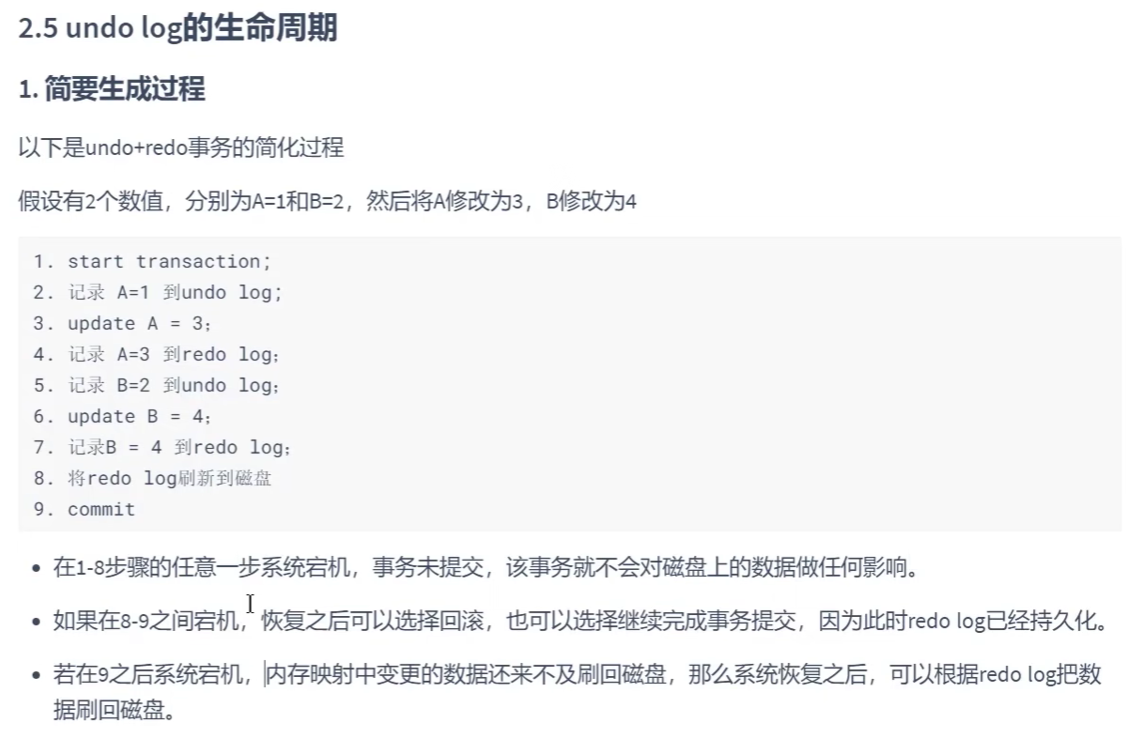 2.5 undo log的生命周期
1. 简要生成过程
以下是undo+redo事务的简化过程
假设有2个数值，分别为A=1和B=2，然后将A修改为3，B修改为4
1. start transaction;
2. 记录 A=1 到undo log;
3. update A = 3；
4. 记录 A=3 到redo log；
5. 记录 B=2 到undo log；
6. update B = 4；
7. 记录B = 4 到redo log；
8. 将redo log刷新到磁盘
9. commit
• 在1-8步骤的任意一步系统宕机，事务未提交，该事务就不会对磁盘上的数据做任何影响。
• 如果在8-9之间宕机，恢复之后可以选择回滚，也可以选择继续完成事务提交，因为此时redo log已经持久化。
• 若在9之后系统宕机，内存映射中变更的数据还来不及刷回磁盘，那么系统恢复之后，可以根据redo log把数
据刷回磁盘。